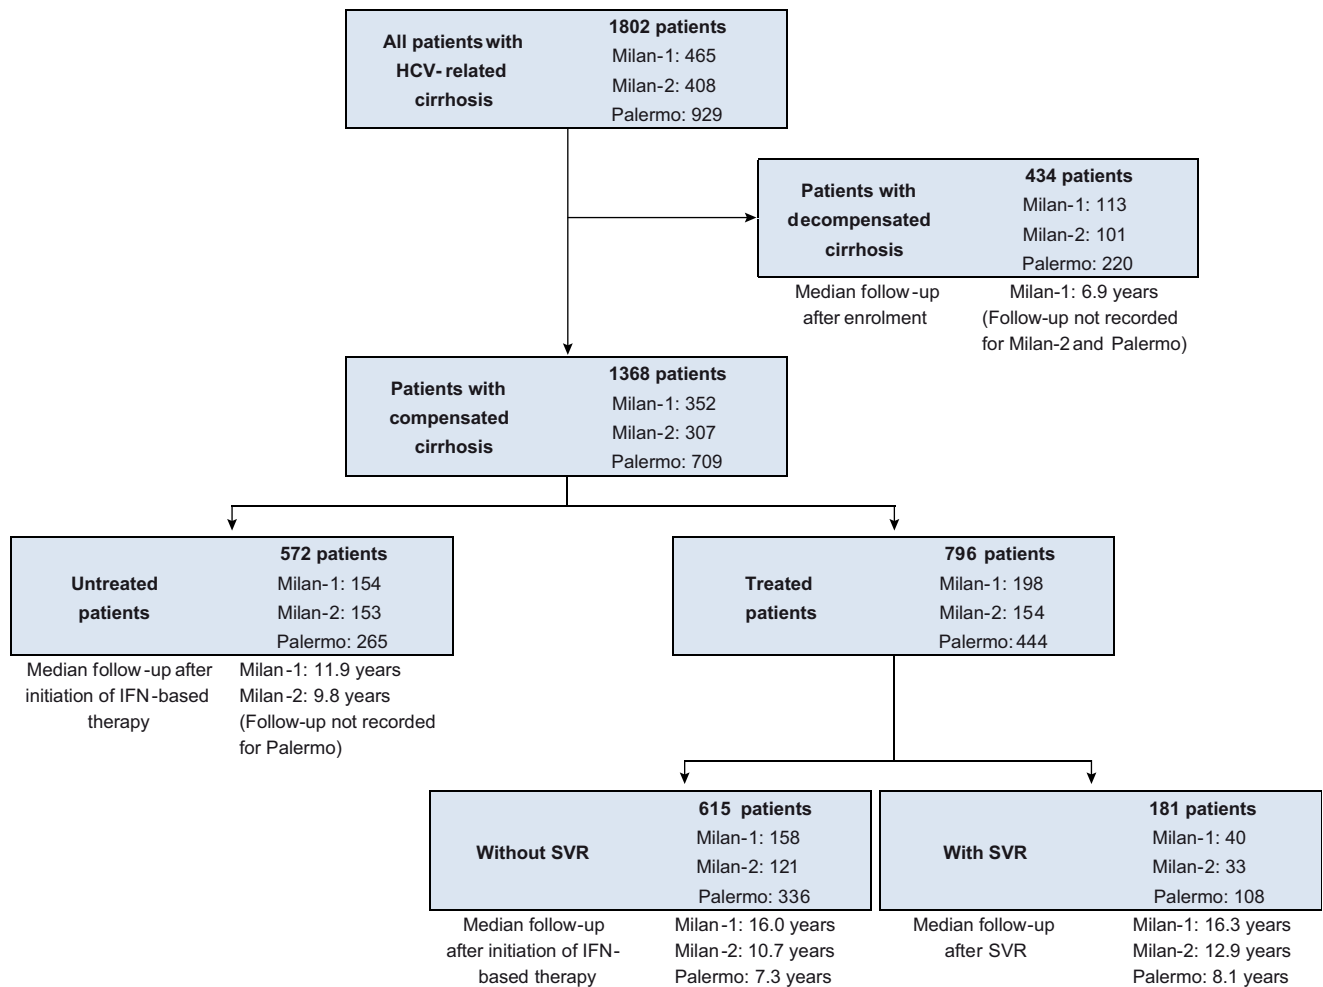 All patients with
HCV-related
cirrhosis
1802 patients
Milan-1: 465
Milan-2: 408
Palermo: 929
Patients with
decompensated
cirrhosis
434 patients
Milan-1: 113
Milan-2: 101
Palermo: 220
Median follow-up
after enrolment
Milan-1: 6.9 years
(Follow-up not recorded
for Milan-2 and Palermo)
Patients with
compensated
cirrhosis
1368 patients
Milan-1: 352
Milan-2: 307
Palermo: 709
Untreated
patients
572 patients
Milan-1: 154
Milan-2: 153
Palermo: 265
Median follow-up after
initiation of IFN-based
therapy
Milan-1: 11.9 years
Milan-2: 9.8 years
(Follow-up not recorded
for Palermo)
Treated
patients
796 patients
Milan-1: 198
Milan-2: 154
Palermo: 444
Without SVR
615 patients
Milan-1: 158
Milan-2: 121
Palermo: 336
Median follow-up
after initiation of IFN-
based therapy
Milan-1: 16.0 years
Milan-2: 10.7 years
Palermo: 7.3 years
With SVR
181 patients
Milan-1: 40
Milan-2: 33
Palermo: 108
Median follow-up
after SVR
Milan-1: 16.3 years
Milan-2: 12.9 years
Palermo: 8.1 years